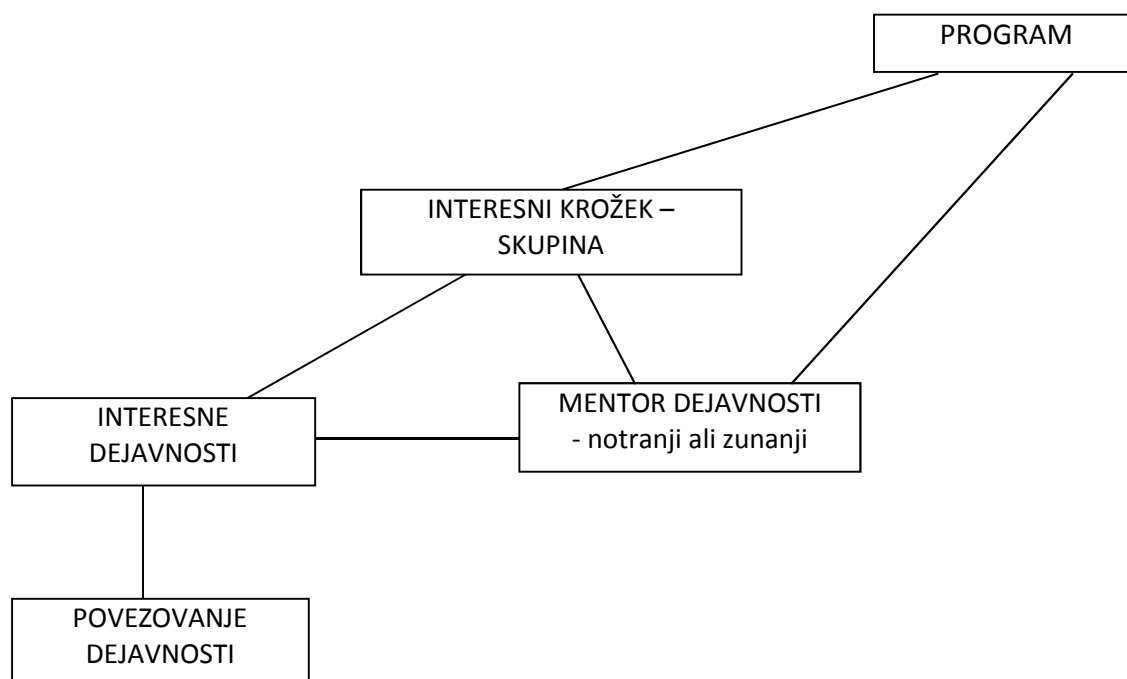 PROGRAM
INTERESNI KROŽEK –
SKUPINA
INTERESNE
DEJAVNOSTI
MENTOR DEJAVNOSTI
- notranji ali zunanji
POVEZOVANJE
DEJAVNOSTI